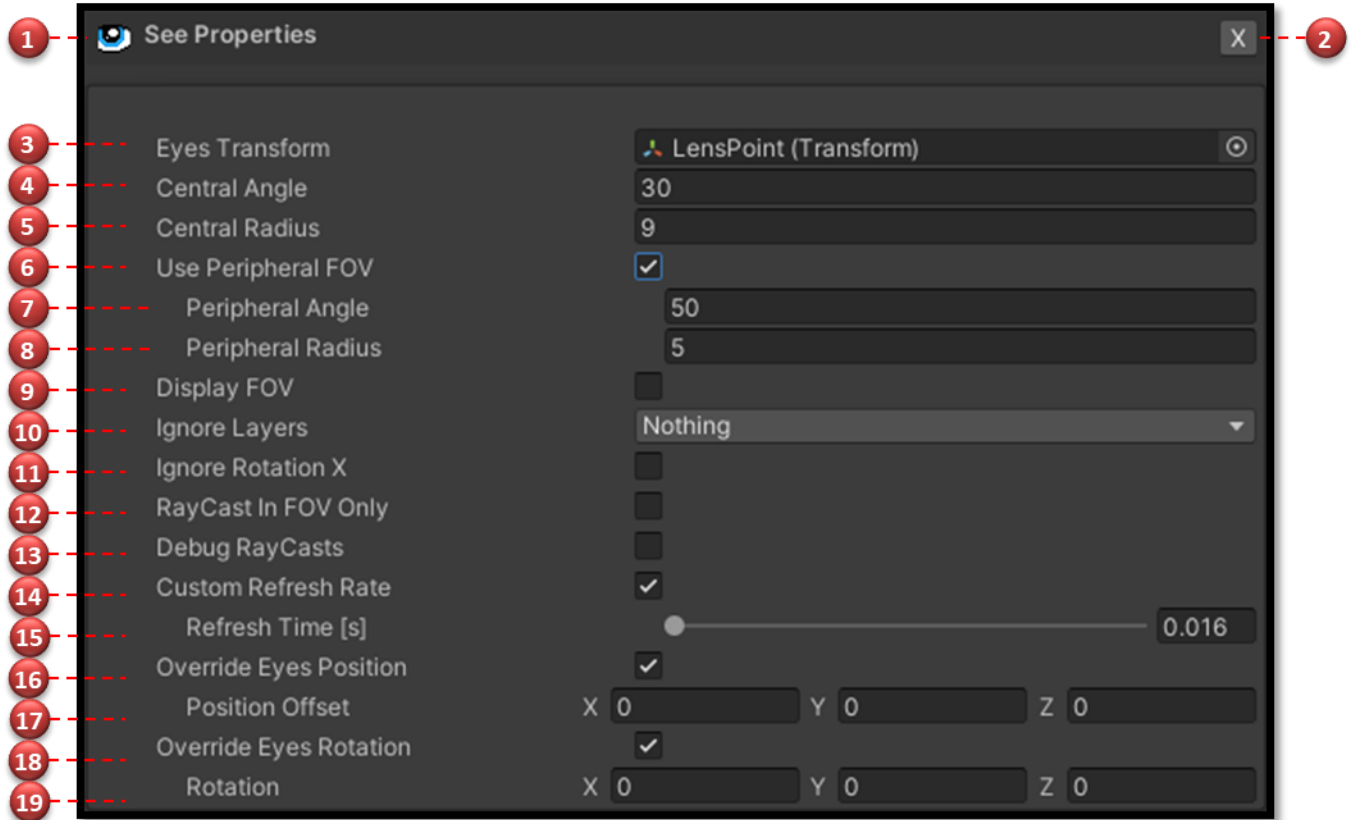 1 See Properties X 2
3 Eyes Transform LensPoint (Transform)
4 Central Angle 30
5 Central Radius 9
6 Use Peripheral FOV
7 Peripheral Angle 50
8 Peripheral Radius 5
9 Display FOV
10 Ignore Layers Nothing
11 Ignore Rotation X
12 RayCast In FOV Only
13 Debug RayCasts
14 Custom Refresh Rate
15 Refresh Time [s] 0.016
16 Override Eyes Position
17 Position Offset X 0 Y 0 Z 0
18 Override Eyes Rotation
19 Rotation X 0 Y 0 Z 0